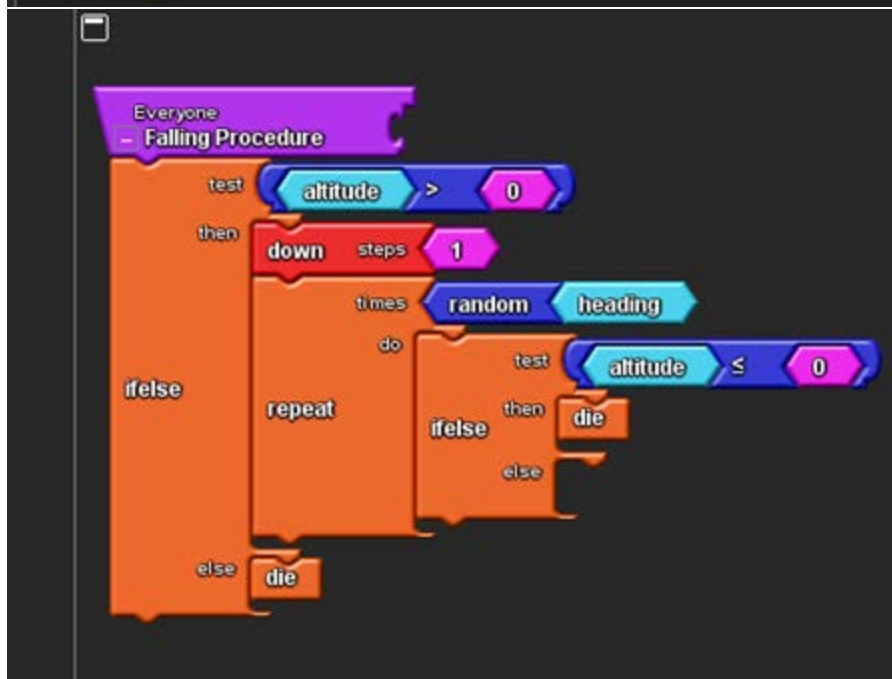 Everyone
– Falling Procedure
test altitude > 0
then down steps 1
times random heading
do test altitude ≤ 0
ifelse repeat ifelse then die
else
else die